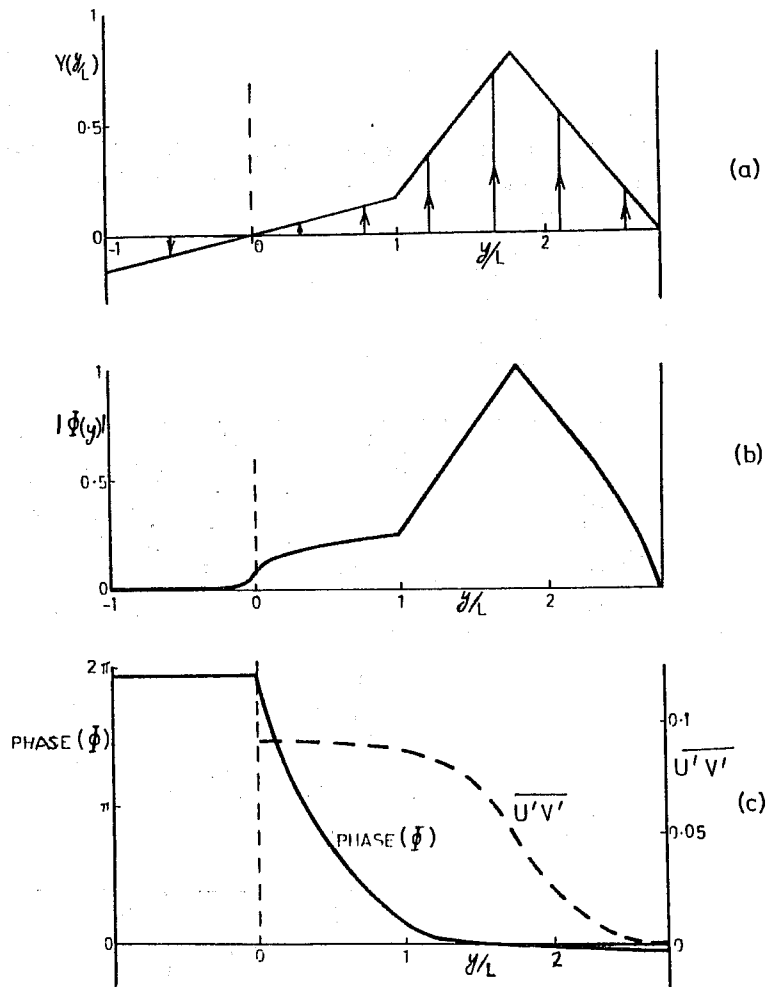 1
Y(y/L)
0·5
0
-1 0 1 y/L 2
(a)
1
|Φ(y)|
0·5
0
-1 0 1 y/L 2
(b)
2π
PHASE(Φ)
π
0
0·1
U'V'
0·05
0
U'V'
PHASE(Φ)
0 1 y/L 2
(c)